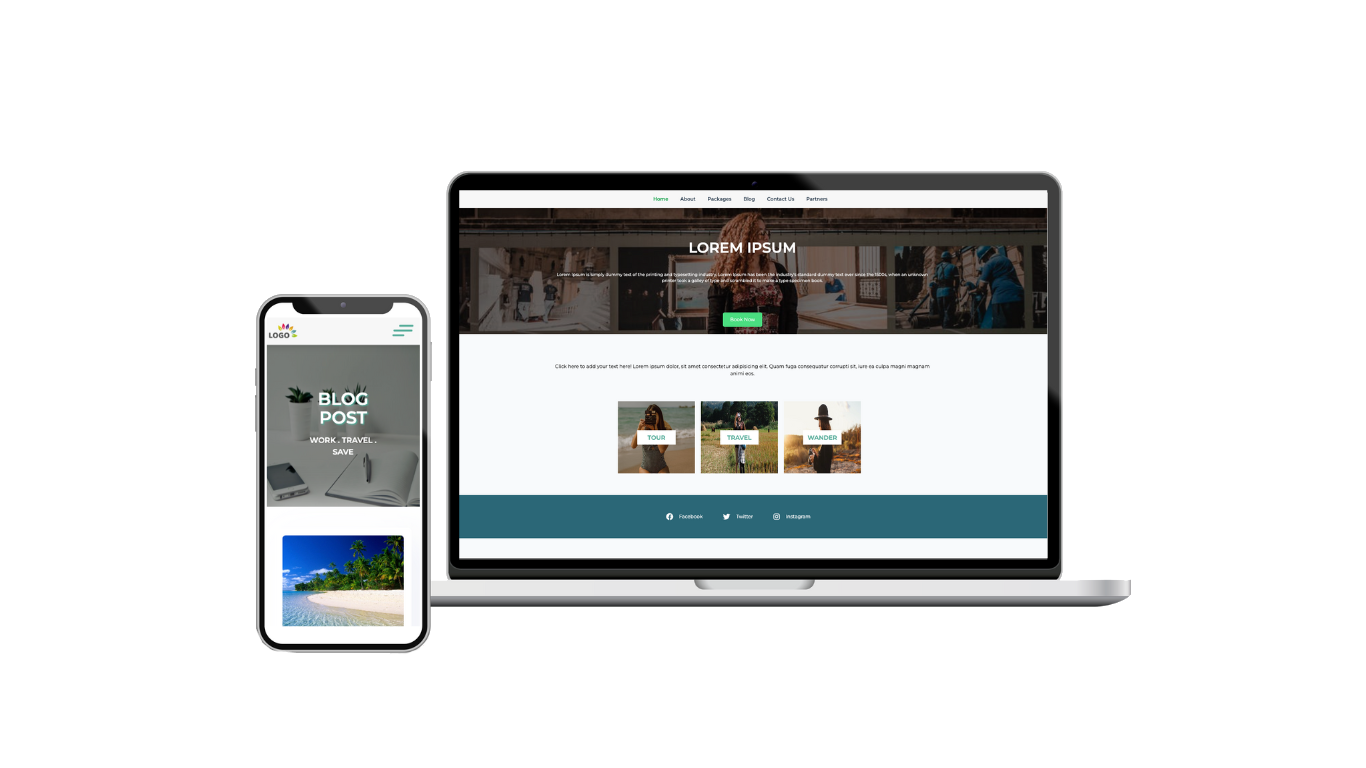 Home About Packages Blog Contact Us Partners
LOREM IPSUM
Lorem Ipsum is simply dummy text of the printing and typesetting industry. Lorem Ipsum has been the industry's standard dummy text ever since the 1500s, when an unknown
printer took a galley of type and scrambled it to make a type specimen book.
Book Now
Click here to add your text here! Lorem ipsum dolor, sit amet consectetur adipisicing elit. Quam fuga consequatur corrupti sit, iure ea culpa magni magnam
animi eos.
TOUR TRAVEL WANDER
Facebook Twitter Instagram
LOGO
BLOG
POST
WORK . TRAVEL .
SAVE